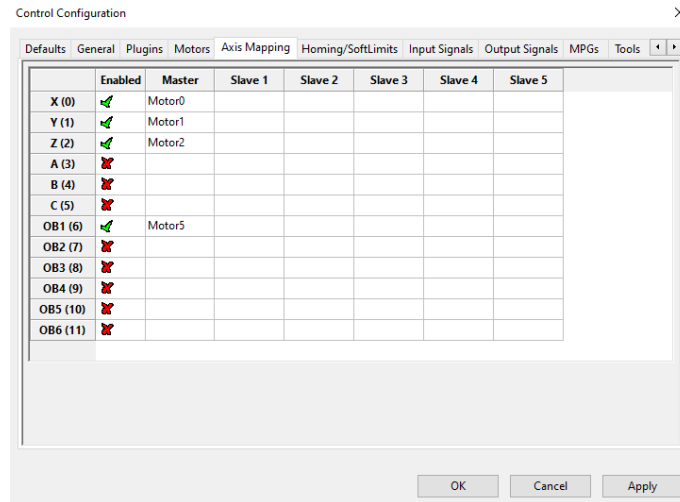 Control Configuration
Defaults General Plugins Motors Axis Mapping Homing/SoftLimits Input Signals Output Signals MPGs Tools
Enabled Master Slave 1 Slave 2 Slave 3 Slave 4 Slave 5
X (0) Motor0
Y (1) Motor1
Z (2) Motor2
A (3)
B (4)
C (5)
OB1 (6) Motor5
OB2 (7)
OB3 (8)
OB4 (9)
OB5 (10)
OB6 (11)
OK Cancel Apply